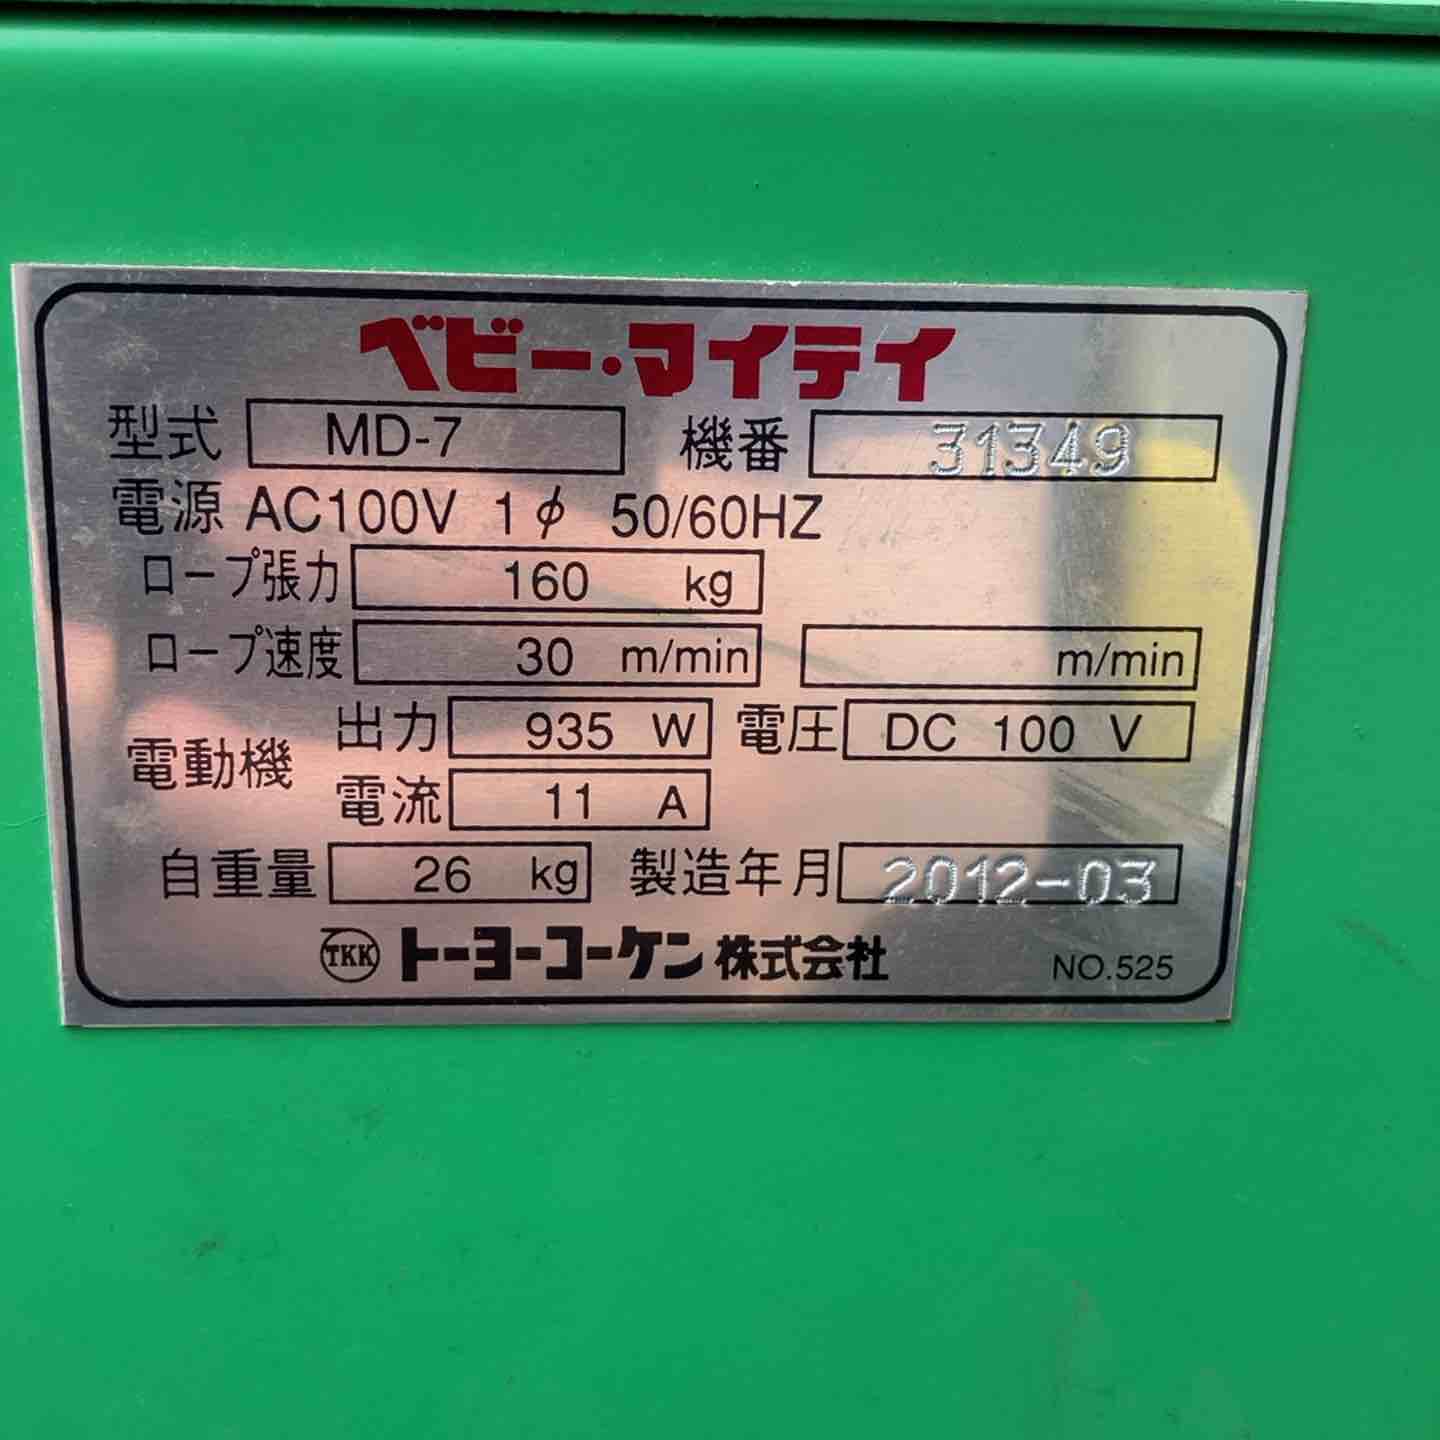 ベビー・マイティ
型式 MD-7 機番 31349
電源 AC100V 1φ 50/60HZ
ロープ張力 160 kg
ロープ速度 30 m/min m/min
電動機 出力 935 W 電圧 DC 100 V
電流 11 A
自重量 26 kg 製造年月 2012-03
TKK トーヨーコーケン株式会社 NO.525